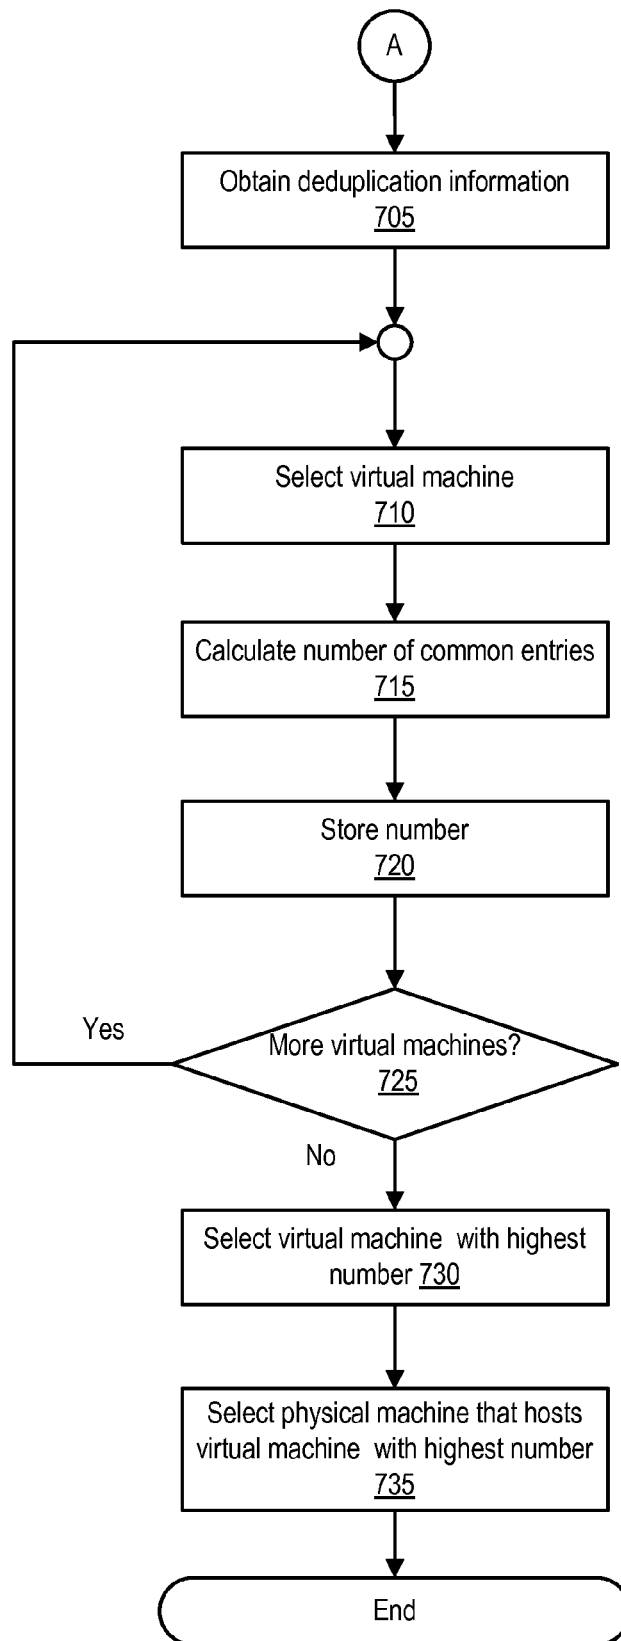 A
Obtain deduplication information
705
Select virtual machine
710
Calculate number of common entries
715
Store number
720
Yes
More virtual machines?
725
No
Select virtual machine with highest
number 730
Select physical machine that hosts
virtual machine with highest number
735
End